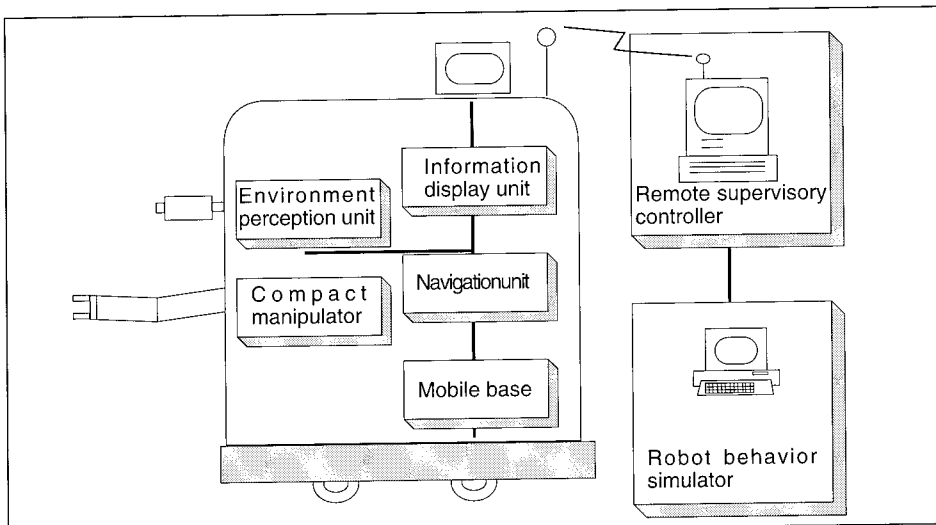 Information
display unit
Environment
perception unit
Navigationunit
Compact
manipulator
Mobile base
Remote supervisory
controller
Robot behavior
simulator